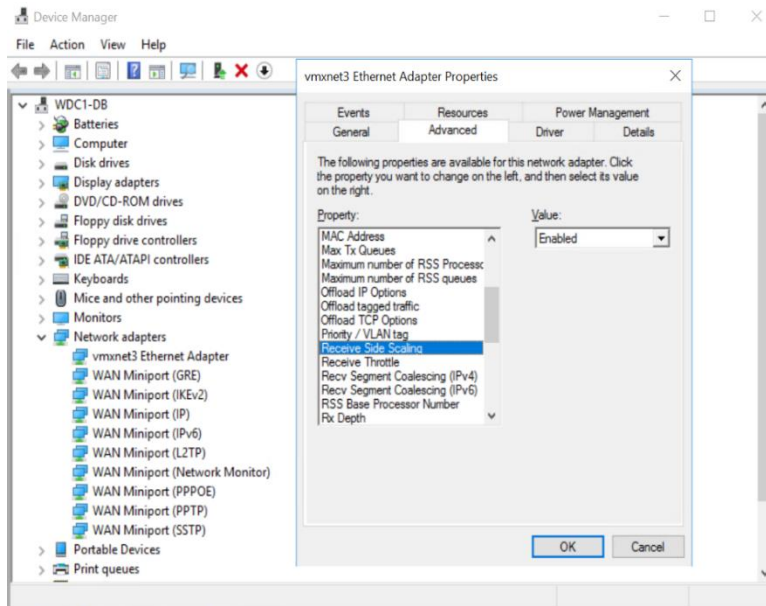 Device Manager
File Action View Help
WDC1-DB
Batteries
Computer
Disk drives
Display adapters
DVD/CD-ROM drives
Floppy disk drives
Floppy drive controllers
IDE ATA/ATAPI controllers
Keyboards
Mice and other pointing devices
Monitors
Network adapters
vmxnet3 Ethernet Adapter
WAN Miniport (GRE)
WAN Miniport (IKEv2)
WAN Miniport (IP)
WAN Miniport (IPv6)
WAN Miniport (L2TP)
WAN Miniport (Network Monitor)
WAN Miniport (PPPOE)
WAN Miniport (PPTP)
WAN Miniport (SSTP)
Portable Devices
Print queues
vmxnet3 Ethernet Adapter Properties
Events Resources Power Management
General Advanced Driver Details
The following properties are available for this network adapter. Click
the property you want to change on the left, and then select its value
on the right.
Property:
MAC Address
Max Tx Queues
Maximum number of RSS Processc
Maximum number of RSS queues
Offload IP Options
Offload tagged traffic
Offload TCP Options
Priority / VLAN tag
Receive Side Scaling
Receive Throttle
Recv Segment Coalescing (IPv4)
Recv Segment Coalescing (IPv6)
RSS Base Processor Number
Rx Depth
Value:
Enabled
OK Cancel